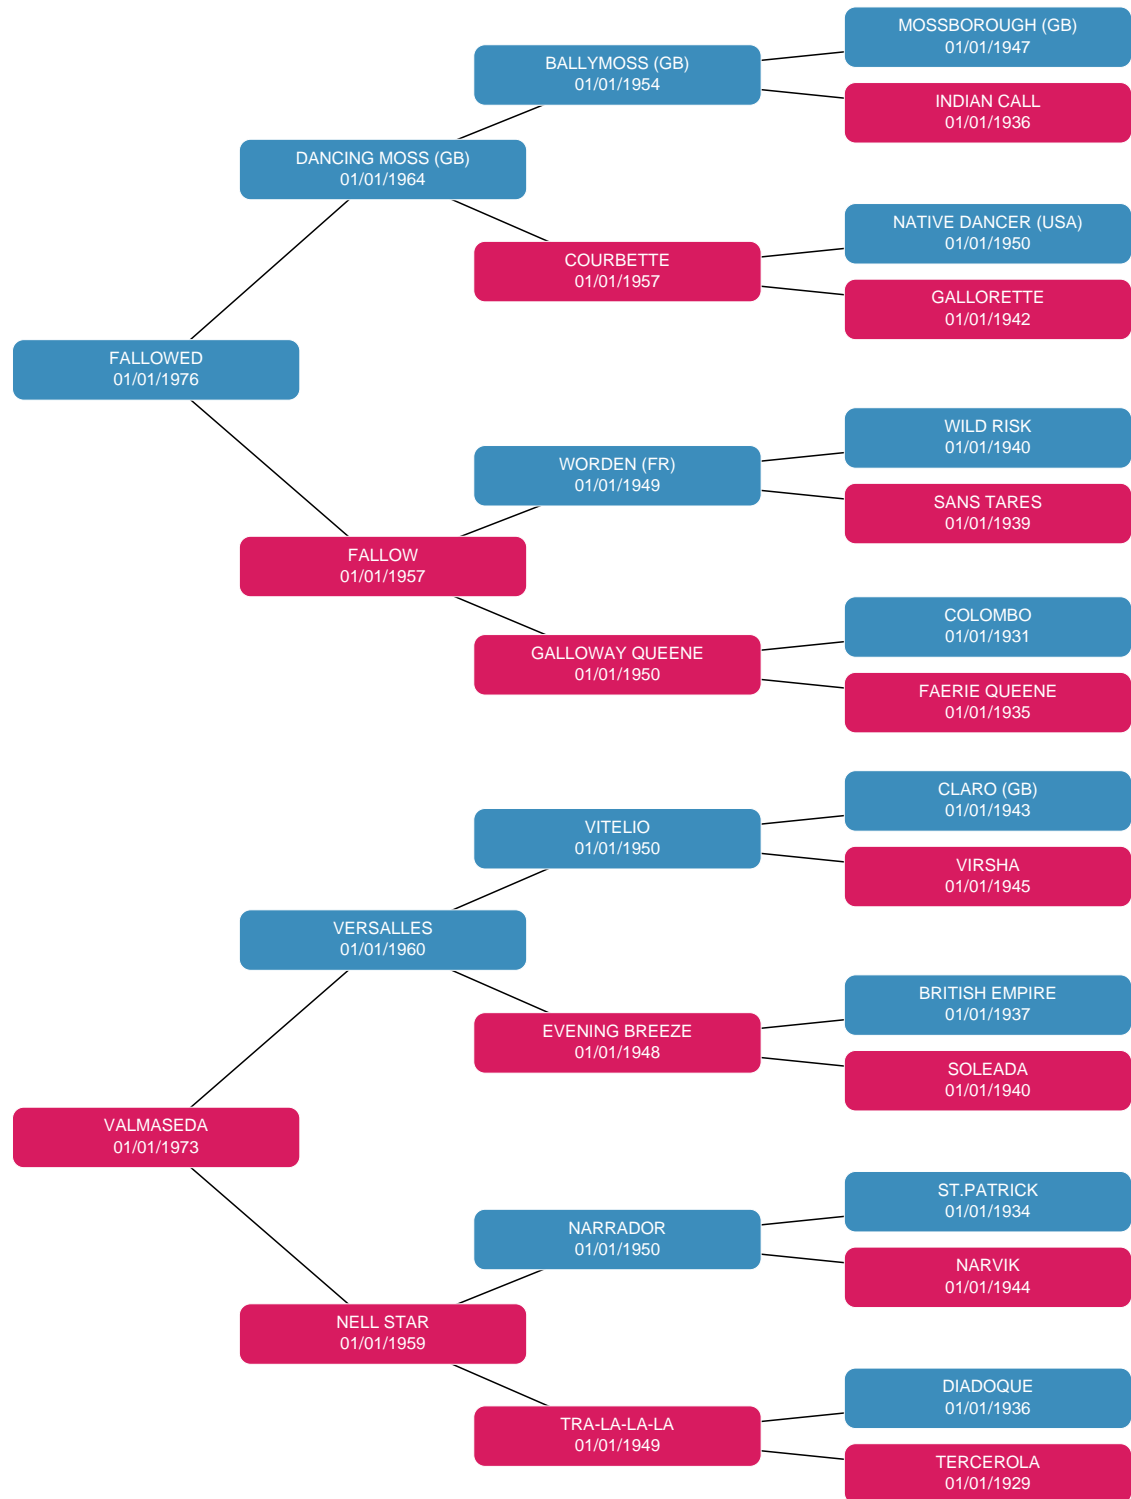 MOSSBOROUGH (GB)
01/01/1947
BALLYMOSS (GB)
01/01/1954
INDIAN CALL
01/01/1936
DANCING MOSS (GB)
01/01/1964
NATIVE DANCER (USA)
01/01/1950
COURBETTE
01/01/1957
GALLORETTE
01/01/1942
FALLOWED
01/01/1976
WILD RISK
01/01/1940
WORDEN (FR)
01/01/1949
SANS TARES
01/01/1939
FALLOW
01/01/1957
COLOMBO
01/01/1931
GALLOWAY QUEENE
01/01/1950
FAERIE QUEENE
01/01/1935
CLARO (GB)
01/01/1943
VITELIO
01/01/1950
VIRSHA
01/01/1945
VERSALLES
01/01/1960
BRITISH EMPIRE
01/01/1937
EVENING BREEZE
01/01/1948
SOLEADA
01/01/1940
VALMASEDA
01/01/1973
ST.PATRICK
01/01/1934
NARRADOR
01/01/1950
NARVIK
01/01/1944
NELL STAR
01/01/1959
DIADOQUE
01/01/1936
TRA-LA-LA-LA
01/01/1949
TERCEROLA
01/01/1929